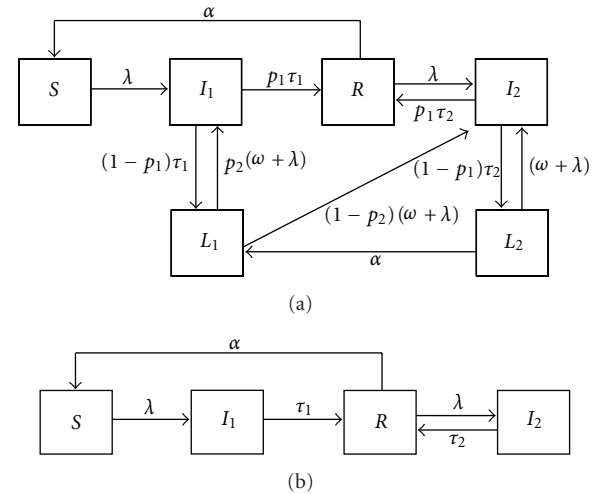 α
S
λ
I₁
p₁τ₁
R
λ
p₁τ₂
I₂
(1 − p₁)τ₁
p₂(ω + λ)
(1 − p₁)τ₂
(ω + λ)
(1 − p₂)(ω + λ)
L₁
α
L₂
(a)
α
S
λ
I₁
τ₁
R
λ
τ₂
I₂
(b)